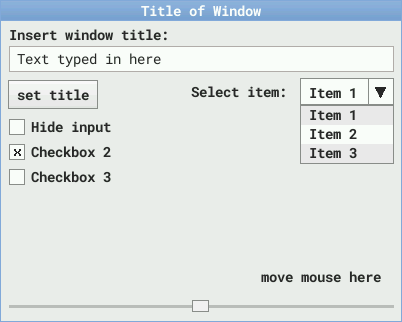 Title of Window
Insert window title:
Text typed in here
set title
Select item:
Item 1
Item 1
Item 2
Item 3
Hide input
Checkbox 2
Checkbox 3
move mouse here